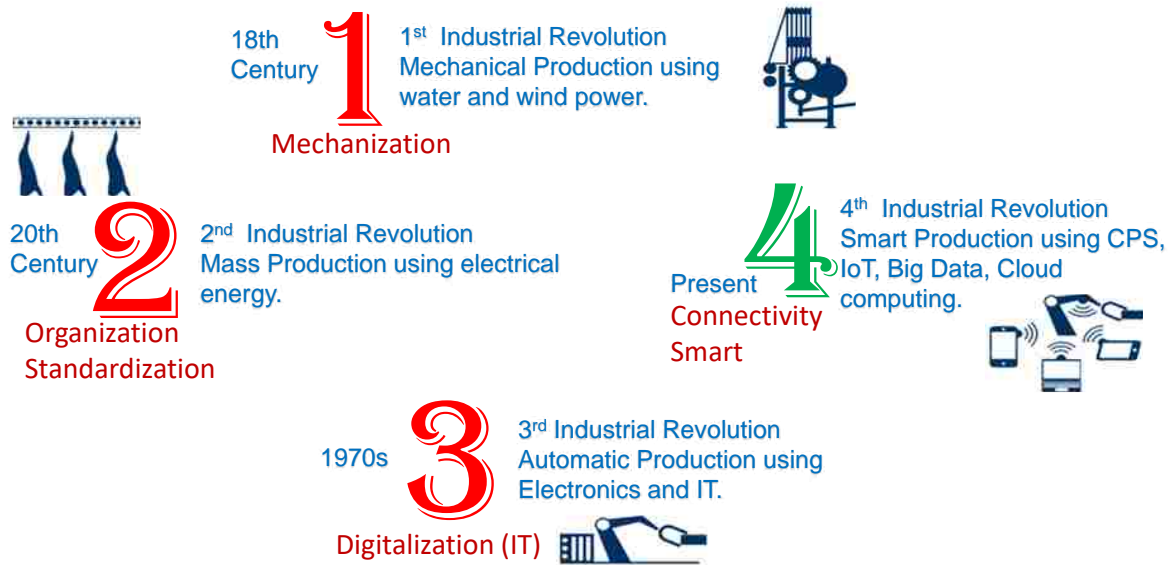 18th
Century
1
1st Industrial Revolution
Mechanical Production using
water and wind power.
Mechanization
20th
Century
2
2nd Industrial Revolution
Mass Production using electrical
energy.
Organization
Standardization
4
4th Industrial Revolution
Smart Production using CPS,
IoT, Big Data, Cloud
computing.
Present
Connectivity
Smart
1970s
3
3rd Industrial Revolution
Automatic Production using
Electronics and IT.
Digitalization (IT)